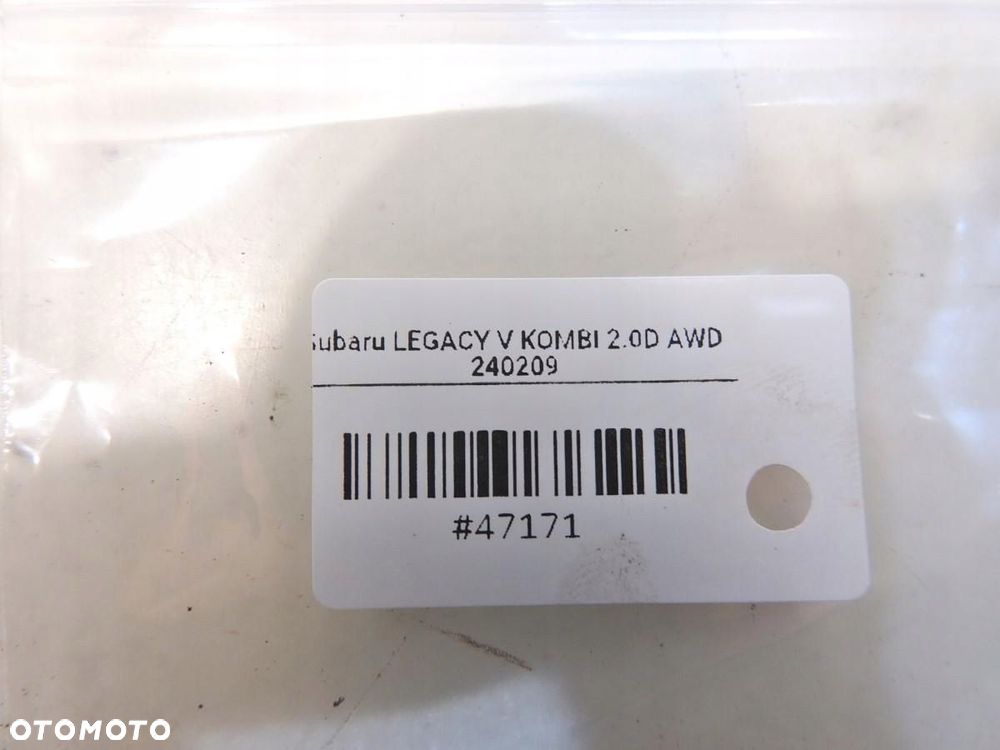 Subaru LEGACY V KOMBI 2.0D AWD
240209
#47171
OTOMOTO